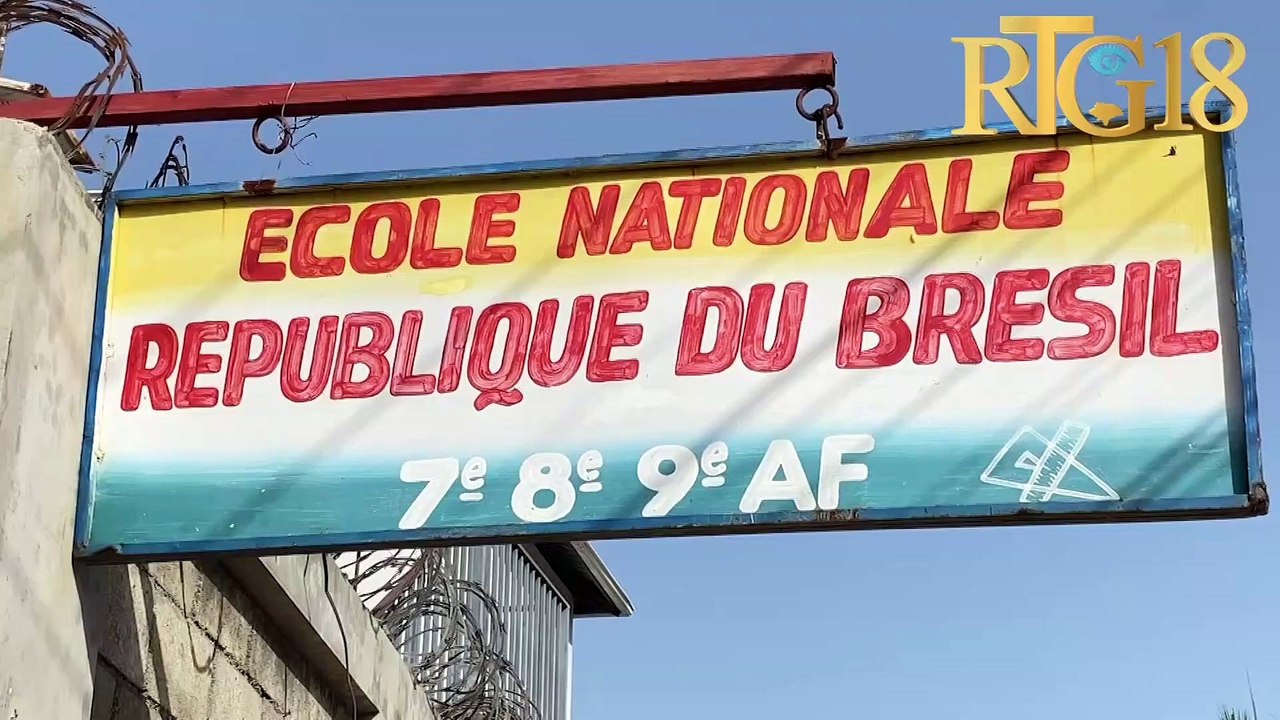 RTG18
ECOLE NATIONALE
REPUBLIQUE DU BRESIL
7e 8e 9e AF